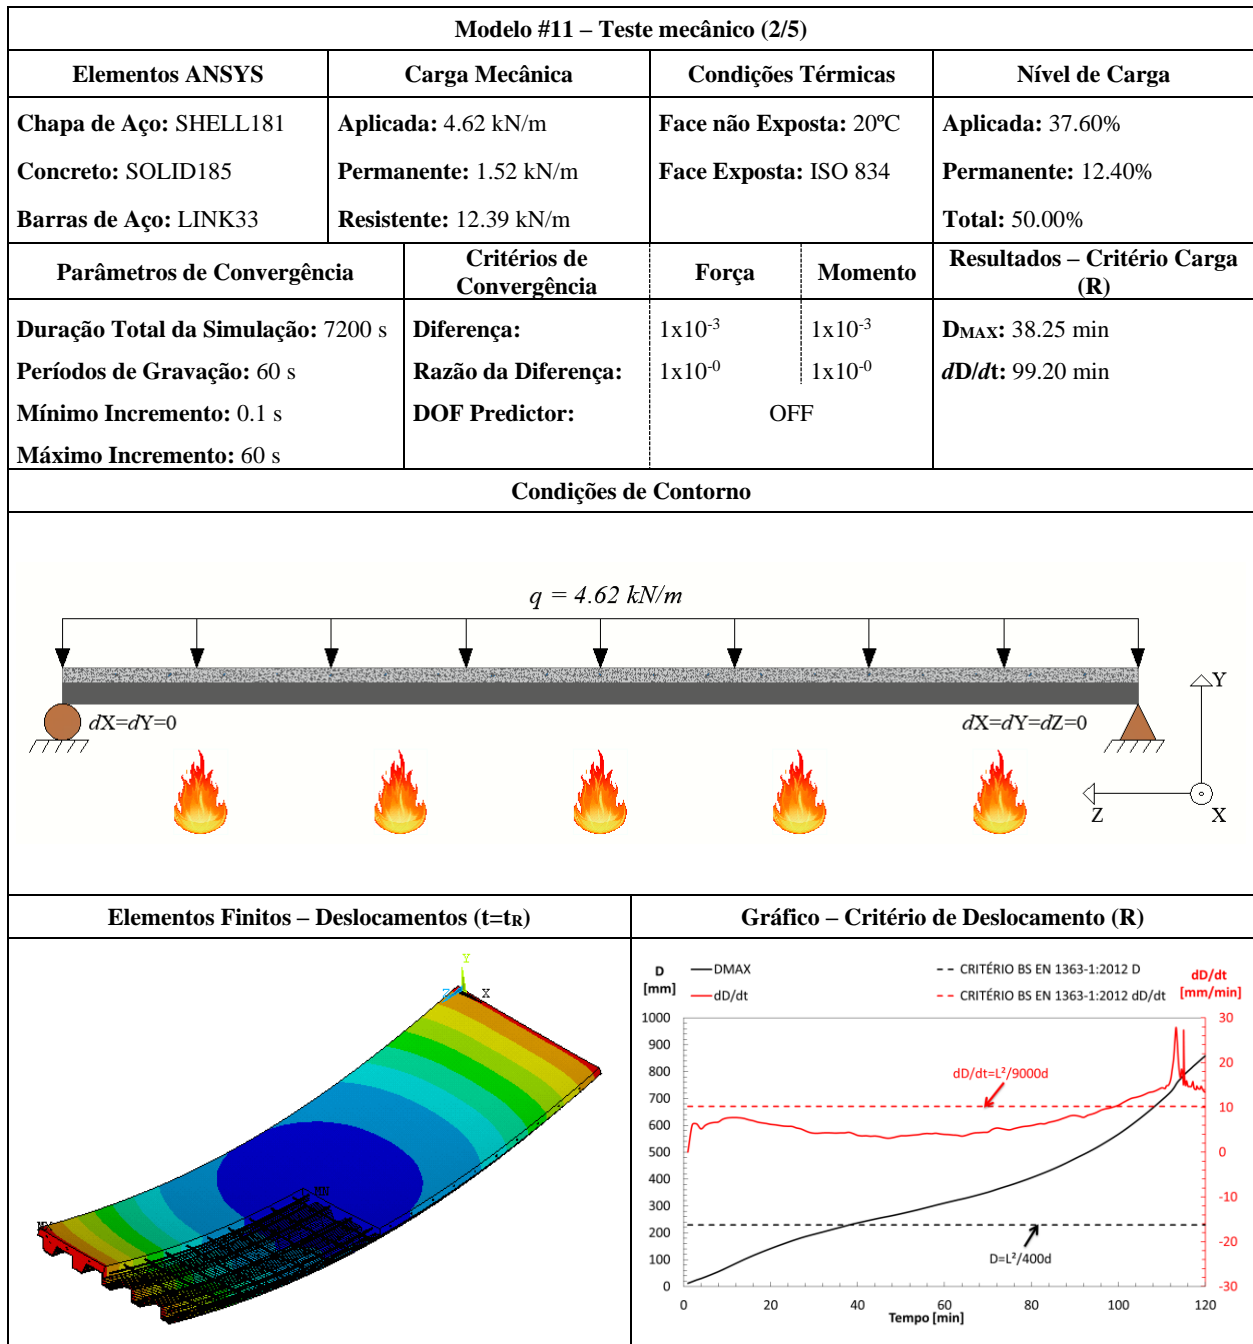 Modelo #11 – Teste mecânico (2/5)
Elementos ANSYS
Carga Mecânica
Condições Térmicas
Nível de Carga
Chapa de Aço: SHELL181
Concreto: SOLID185
Barras de Aço: LINK33
Aplicada: 4.62 kN/m
Permanente: 1.52 kN/m
Resistente: 12.39 kN/m
Face não Exposta: 20ºC
Face Exposta: ISO 834
Aplicada: 37.60%
Permanente: 12.40%
Total: 50.00%
Parâmetros de Convergência
Critérios de
Convergência
Força
Momento
Resultados – Critério Carga
(R)
Duração Total da Simulação: 7200 s
Períodos de Gravação: 60 s
Mínimo Incremento: 0.1 s
Máximo Incremento: 60 s
Diferença: 1x10⁻³ 1x10⁻³
Razão da Diferença: 1x10⁻⁰ 1x10⁻⁰
DOF Predictor: OFF
DMAX: 38.25 min
dD/dt: 99.20 min
Condições de Contorno
q = 4.62 kN/m
dX=dY=0
dX=dY=dZ=0
Y
Z
X
Elementos Finitos – Deslocamentos (t=tR)
Gráfico – Critério de Deslocamento (R)
Y
Z
X
MX
MN
D
[mm]
DMAX
CRITÉRIO BS EN 1363-1:2012 D
dD/dt
CRITÉRIO BS EN 1363-1:2012 dD/dt
dD/dt
[mm/min]
1000
900
800
700
600
500
400
300
200
100
0
30
20
10
0
-10
-20
-30
dD/dt=L²/9000d
D=L²/400d
0 20 40 60 80 100 120
Tempo [min]